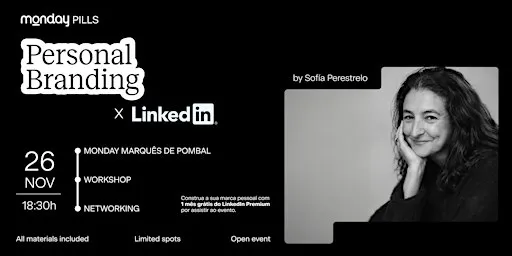 monday PILLS
Personal
Branding
X LinkedIn®
by Sofía Perestrelo
26
NOV
18:30h
MONDAY MARQUÊS DE POMBAL
WORKSHOP
NETWORKING
Construa a sua marca pessoal com
1 mês grátis do LinkedIn Premium
por assistir ao evento.
All materials included
Limited spots
Open event